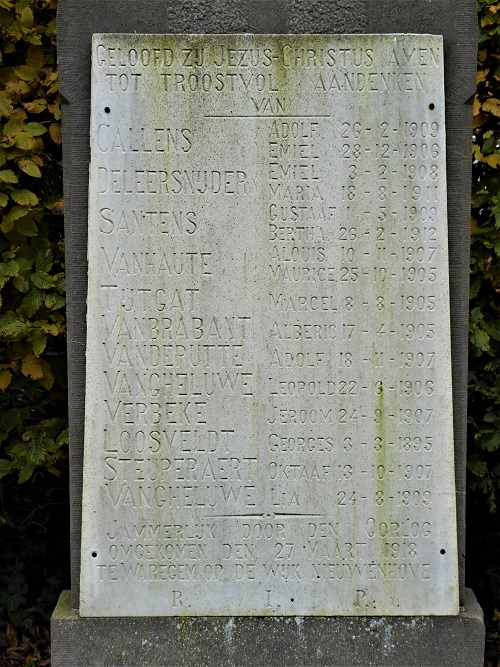 GELOOFD ZIJ JEZUS-CHRISTUS AMEN
TOT TROOSTVOL AANDENKEN
VAN
CALLENS ADOLF 26-2-1909
EMIEL 28-12-1906
DELEERSNIJDER EMIEL 3-2-1908
MARIA 18-8-1911
SANTENS GUSTAAF 1-5-1909
BERTHA 26-2-1912
VANHAUTE ALOUIS 10-11-1907
MAURICE 25-10-1905
TIJTGAT MARCEL 8-8-1905
VANBRABANT ALBERIC 17-4-1905
VANDEPUTTE ADOLF 18-11-1907
VANGHELUWE LEOPOLD 22-3-1906
VERBEKE JEROOM 24-9-1907
LOOSVELDT GEORGES 3-3-1895
STEUPERAERT OKTAAF 13-10-1907
VANGHELUWE LIA 24-8-1909
JAMMERLIJK DOOR DEN OORLOG
OMGEKOMEN DEN 27 MAART 1918
TE WAREGEM OP DE WIJK NIEUWENHOVE
R. I. P.